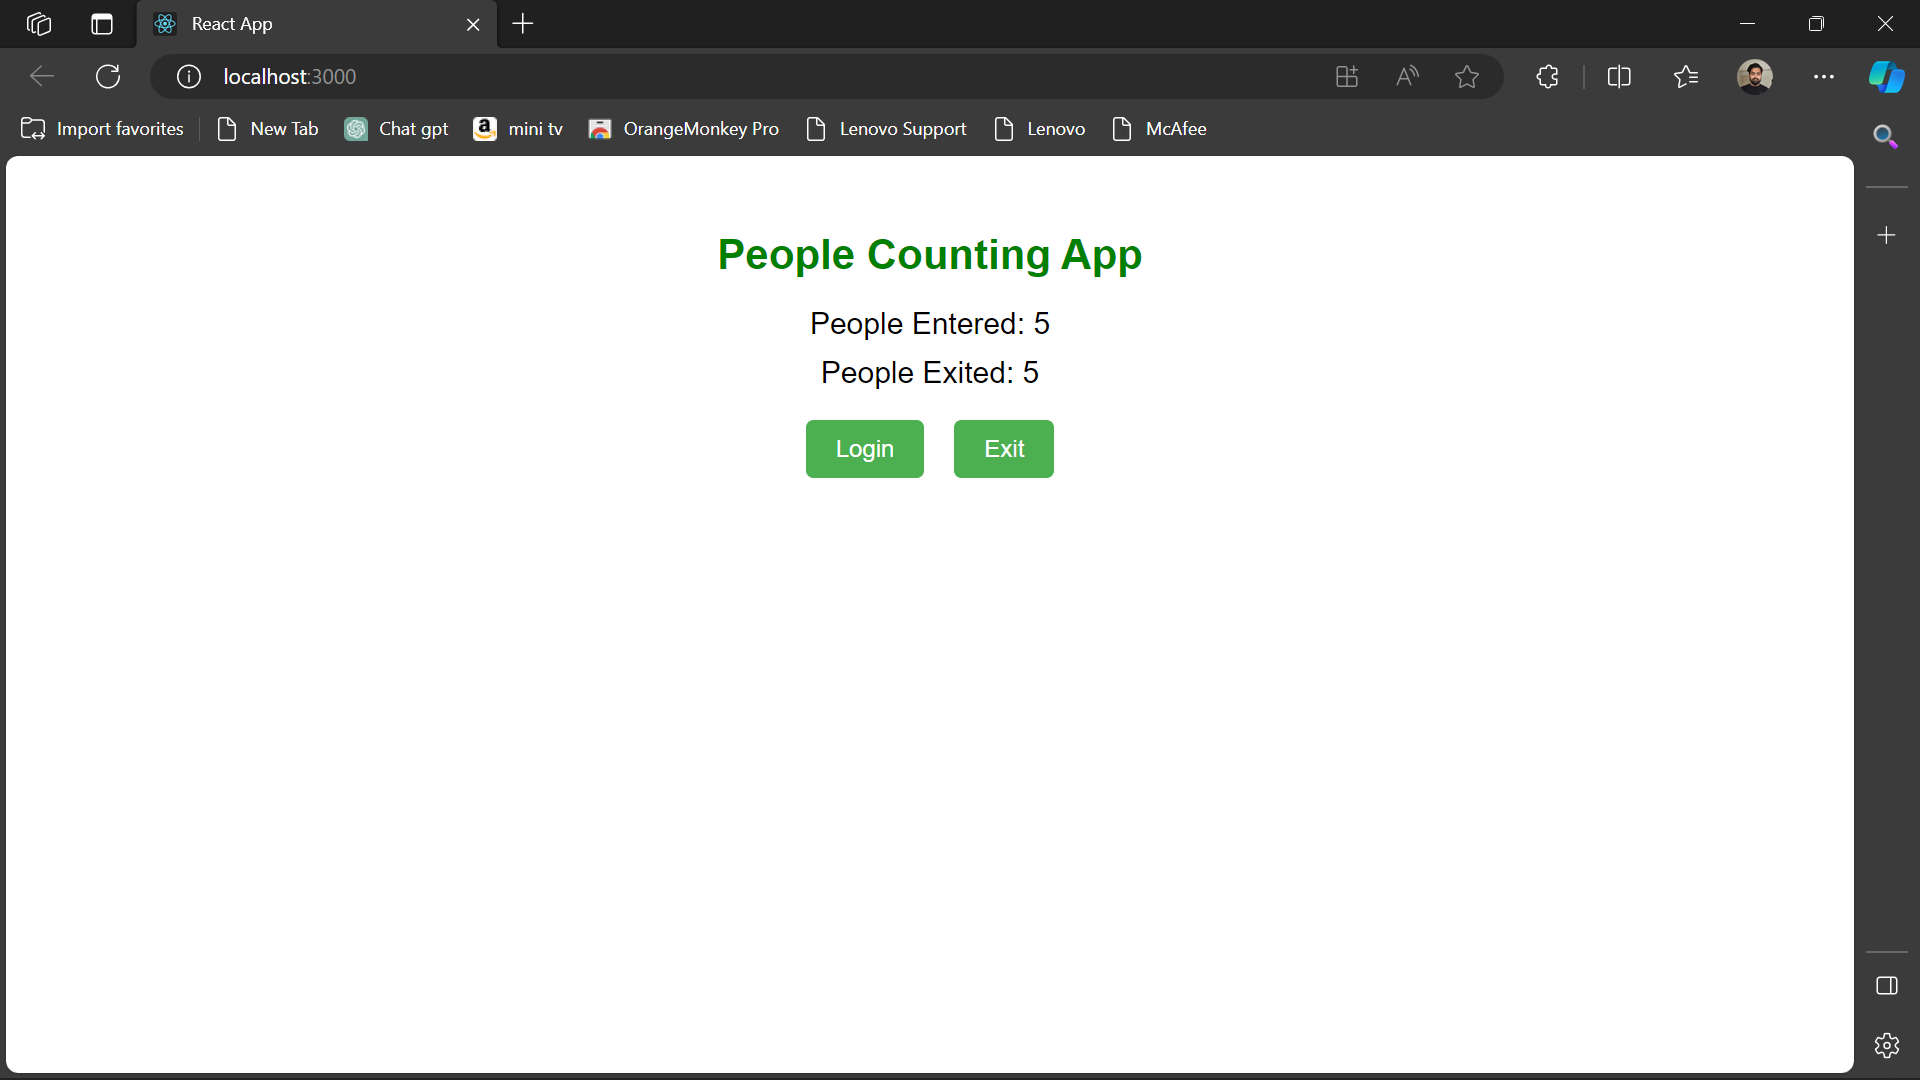 React App
localhost:3000
Import favorites New Tab Chat gpt mini tv OrangeMonkey Pro Lenovo Support Lenovo McAfee
People Counting App
People Entered: 5
People Exited: 5
Login Exit